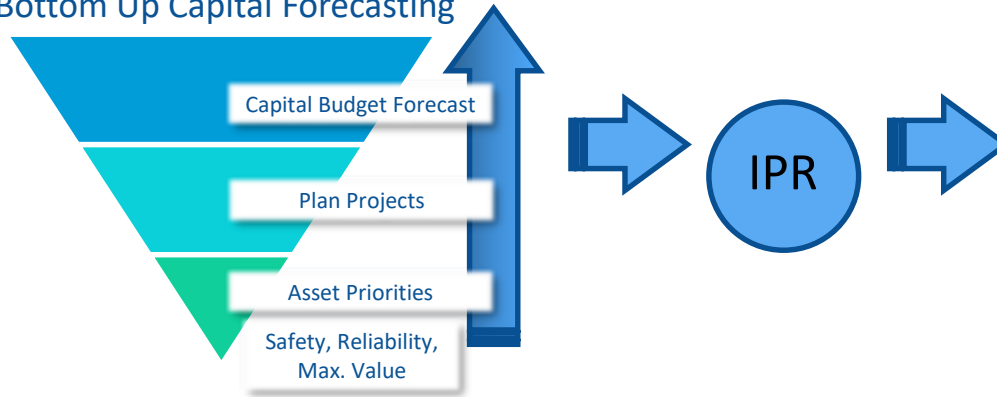 Bottom Up Capital Forecasting
Capital Budget Forecast
Plan Projects
Asset Priorities
Safety, Reliability,
Max. Value
IPR